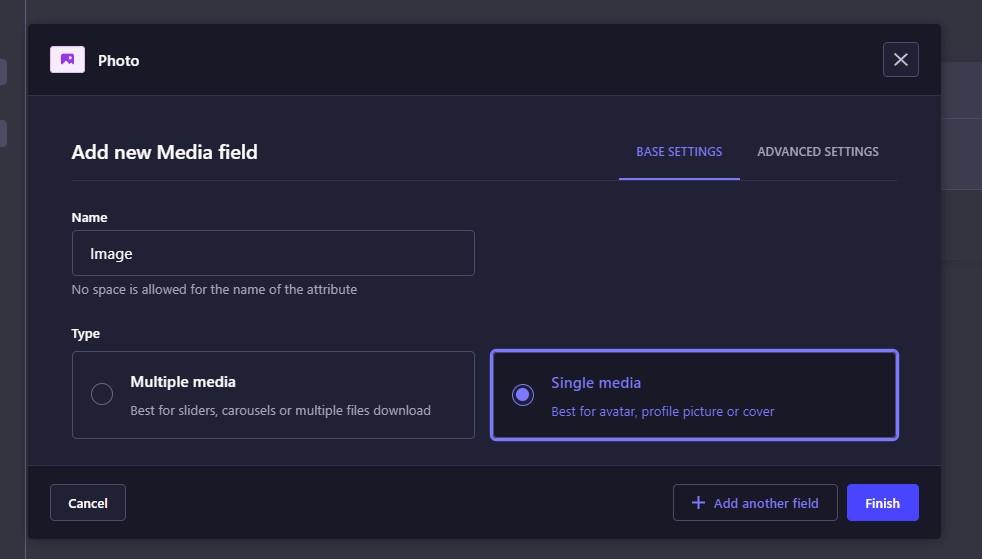 Photo
Add new Media field
BASE SETTINGS
ADVANCED SETTINGS
Name
Image
No space is allowed for the name of the attribute
Type
Multiple media
Best for sliders, carousels or multiple files download
Single media
Best for avatar, profile picture or cover
Cancel
Add another field
Finish